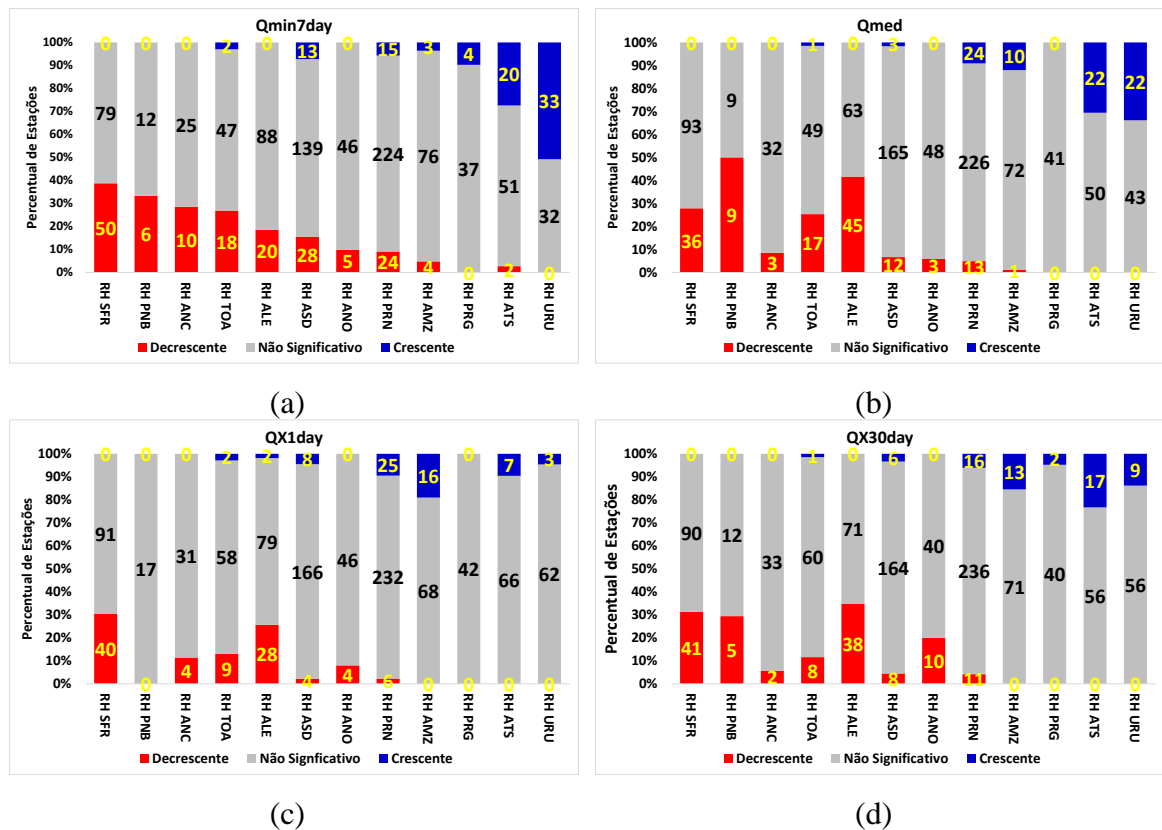 Qmin7day
Percentual de Estações
100%
90%
80%
70%
60%
50%
40%
30%
20%
10%
0%
0 0 0 2 0 13 0 15 3 4 20 33
79 12 25 47 88 139 46 224 76 37 51 32
50 6 10 18 20 28 5 24 4 0 2 0
RH SFR
RH PNB
RH ANC
RH TOA
RH ALE
RH ASD
RH ANO
RH PRN
RH AMZ
RH PRG
RH ATS
RH URU
Decrescente Não Significativo Crescente
(a)
Qmed
Percentual de Estações
100%
90%
80%
70%
60%
50%
40%
30%
20%
10%
0%
0 0 0 1 0 3 0 24 10 0 22 22
93 9 32 49 63 165 48 226 72 41 50 43
36 9 3 17 45 12 3 13 1 0 0 0
RH SFR
RH PNB
RH ANC
RH TOA
RH ALE
RH ASD
RH ANO
RH PRN
RH AMZ
RH PRG
RH ATS
RH URU
Decrescente Não Significativo Crescente
(b)
QX1day
Percentual de Estações
100%
90%
80%
70%
60%
50%
40%
30%
20%
10%
0%
0 0 0 2 2 8 0 25 16 0 7 3
91 17 31 58 79 166 46 232 68 42 66 62
40 0 4 9 28 4 4 6 0 0 0 0
RH SFR
RH PNB
RH ANC
RH TOA
RH ALE
RH ASD
RH ANO
RH PRN
RH AMZ
RH PRG
RH ATS
RH URU
Decrescente Não Signficativo Crescente
(c)
QX30day
Percentual de Estações
100%
90%
80%
70%
60%
50%
40%
30%
20%
10%
0%
0 0 0 1 0 6 0 16 13 2 17 9
90 12 33 60 71 164 40 236 71 40 56 56
41 5 2 8 38 8 10 11 0 0 0 0
RH SFR
RH PNB
RH ANC
RH TOA
RH ALE
RH ASD
RH ANO
RH PRN
RH AMZ
RH PRG
RH ATS
RH URU
Decrescente Não Significativo Crescente
(d)